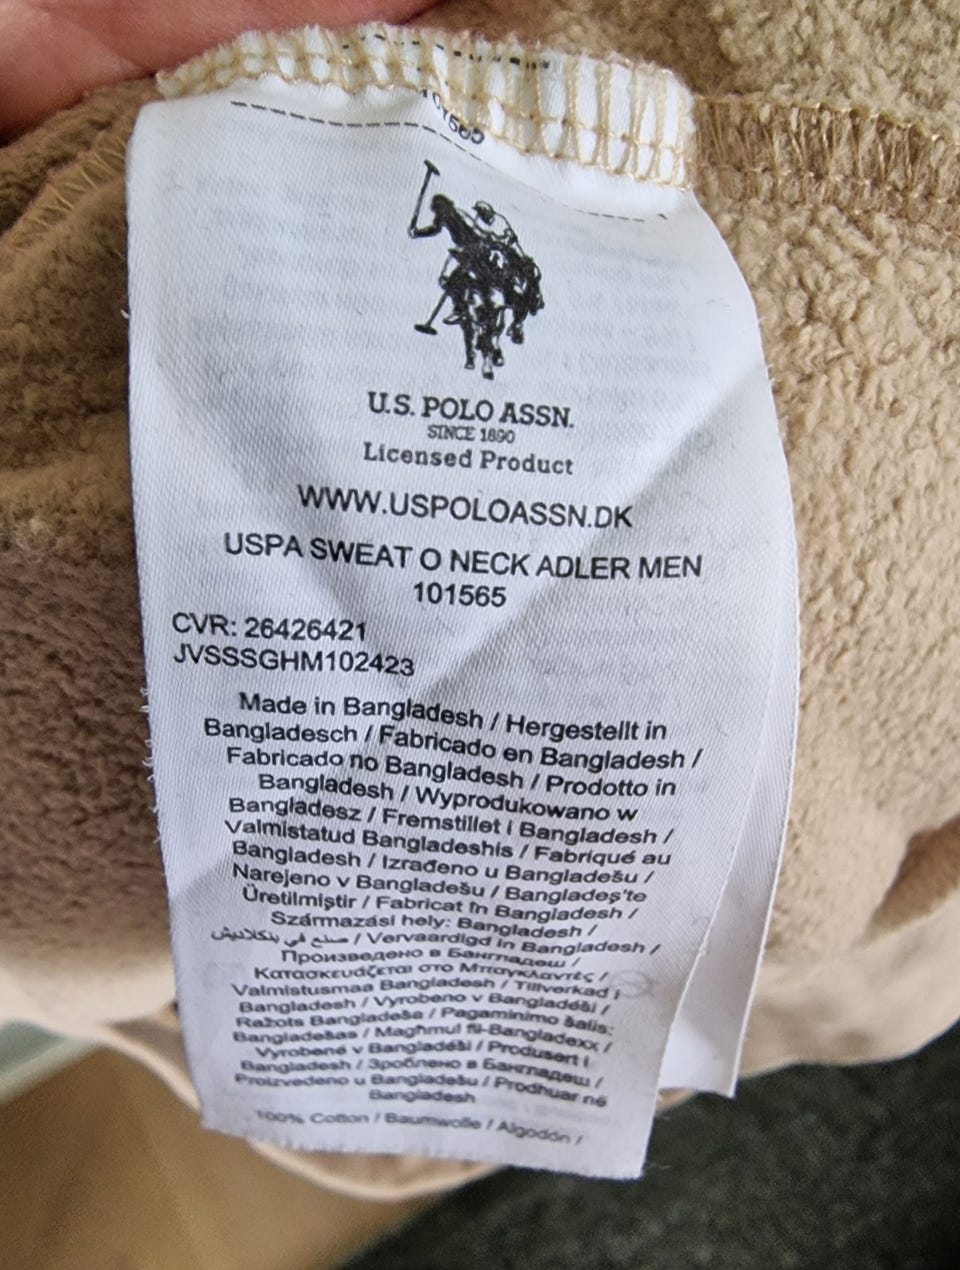 101565
U.S. POLO ASSN.
SINCE 1890
Licensed Product
WWW.USPOLOASSN.DK
USPA SWEAT O NECK ADLER MEN
101565
CVR: 26426421
JVSSSGHM102423
Made in Bangladesh / Hergestellt in
Bangladesch / Fabricado en Bangladesh /
Fabricado no Bangladesh / Prodotto in
Bangladesh / Wyprodukowano w
Bangladesz / Fremstillet i Bangladesh /
Valmistatud Bangladeshis / Fabriqué au
Bangladesh / Izrađeno u Bangladešu /
Narejeno v Bangladešu / Bangladeş'te
Üretilmiştir / Fabricat în Bangladesh /
Származási hely: Bangladesh /
صنع في بنكلاديش / Vervaardigd in Bangladesh /
Произведено в Бангладеш /
Κατασκευάζεται στο Μπαγκλαντές /
Valmistusmaa Bangladesh / Tillverkad i
Bangladesh / Vyrobeno v Bangladéši /
Ražots Bangladeša / Pagaminimo šalis:
Bangladešas / Magħmul fil-Bangladexx /
Vyrobené v Bangladéši / Produsert i
Bangladesh / Зроблено в Бангладеш /
Proizvedeno u Bangladešu / Prodhuar në
Bangladesh
100% Cotton / Baumwolle / Algodón /